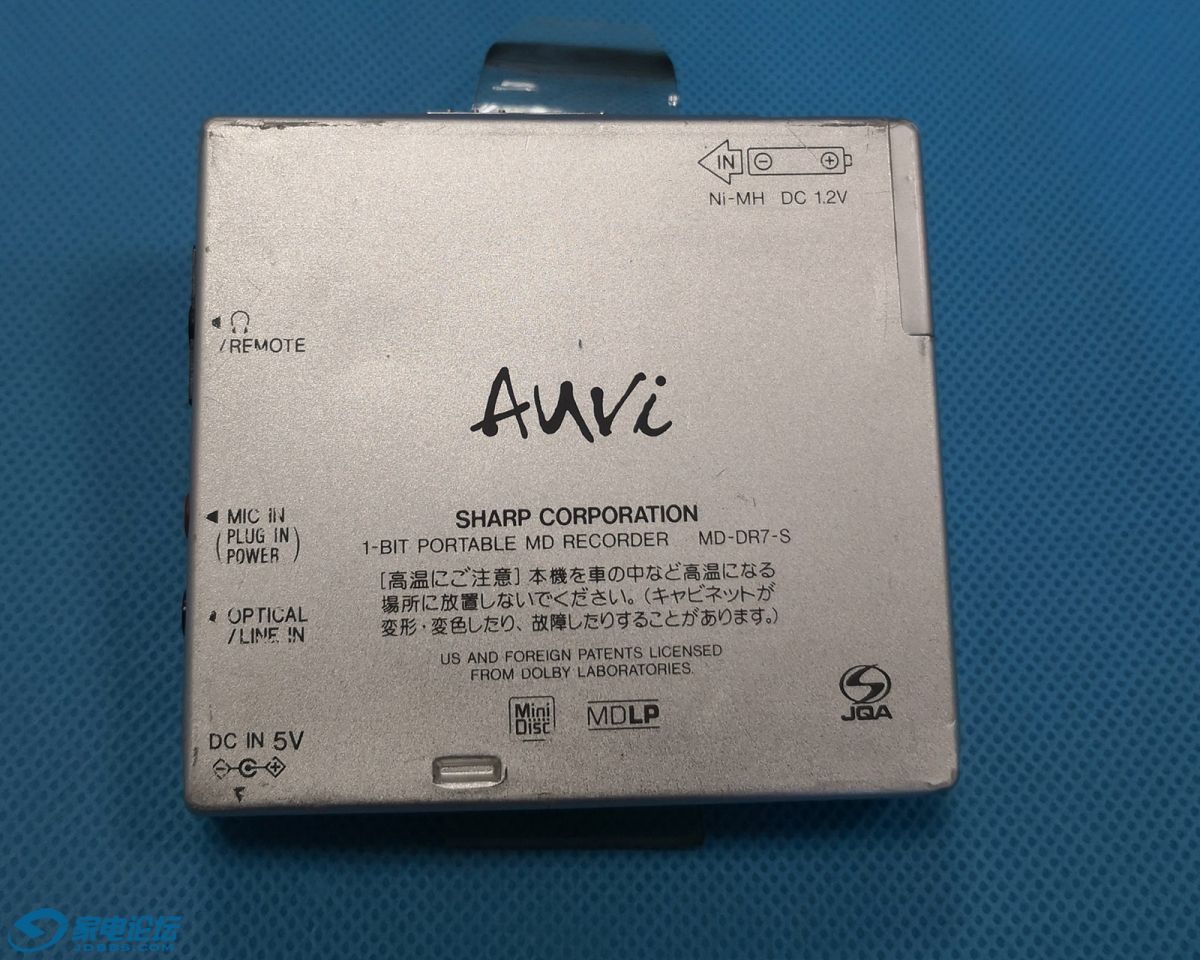 IN
Ni-MH DC 1.2V
/REMOTE
Auvi
MIC IN
(PLUG IN
POWER)
SHARP CORPORATION
1-BIT PORTABLE MD RECORDER MD-DR7-S
[高温にご注意] 本機を車の中など高温になる
場所に放置しないでください。(キャビネットが
変形・変色したり、故障したりすることがあります。)
OPTICAL
/LINE IN
US AND FOREIGN PATENTS LICENSED
FROM DOLBY LABORATORIES.
Mini
Disc
MDLP
JQA
DC IN 5V
家电论坛
JDBBS.COM